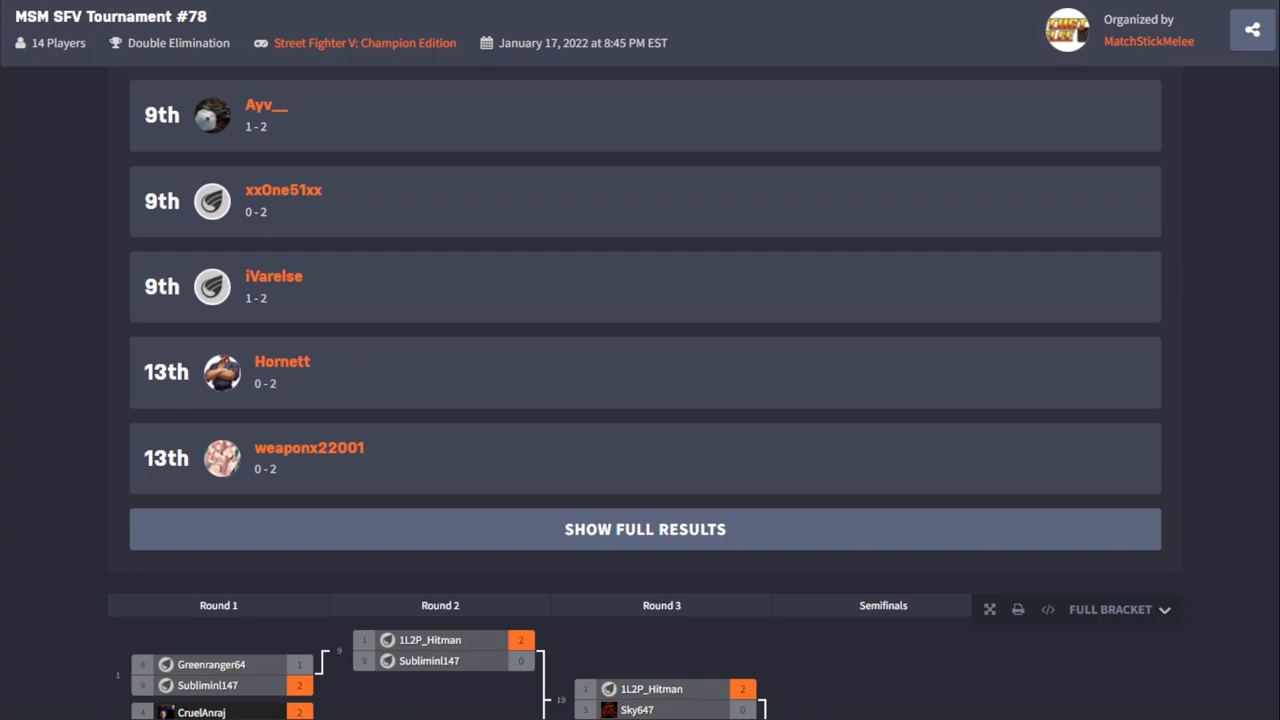 MSM SFV Tournament #78
14 Players Double Elimination Street Fighter V: Champion Edition January 17, 2022 at 8:45 PM EST
Organized by
MatchStickMelee
9th
Ayv__
1 - 2
9th
xxOne51xx
0 - 2
9th
iVarelse
1 - 2
13th
Hornett
0 - 2
13th
weaponx22001
0 - 2
SHOW FULL RESULTS
Round 1 Round 2 Round 3 Semifinals FULL BRACKET
1 1L2P_Hitman 2
9
9 Subliminl147 0
8 Greenranger64 1
1
9 Subliminl147 2
1 1L2P_Hitman 2
19
5 Sky647 0
4 CruelAnraj 2